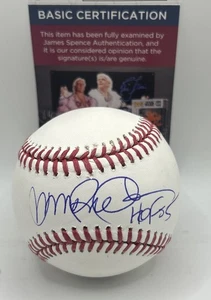 BASIC CERTIFICATION
This item has been fully examined by
James Spence Authentication, and
it is our considered opinion that the
signature(s) is/are genuine.
HOF 05